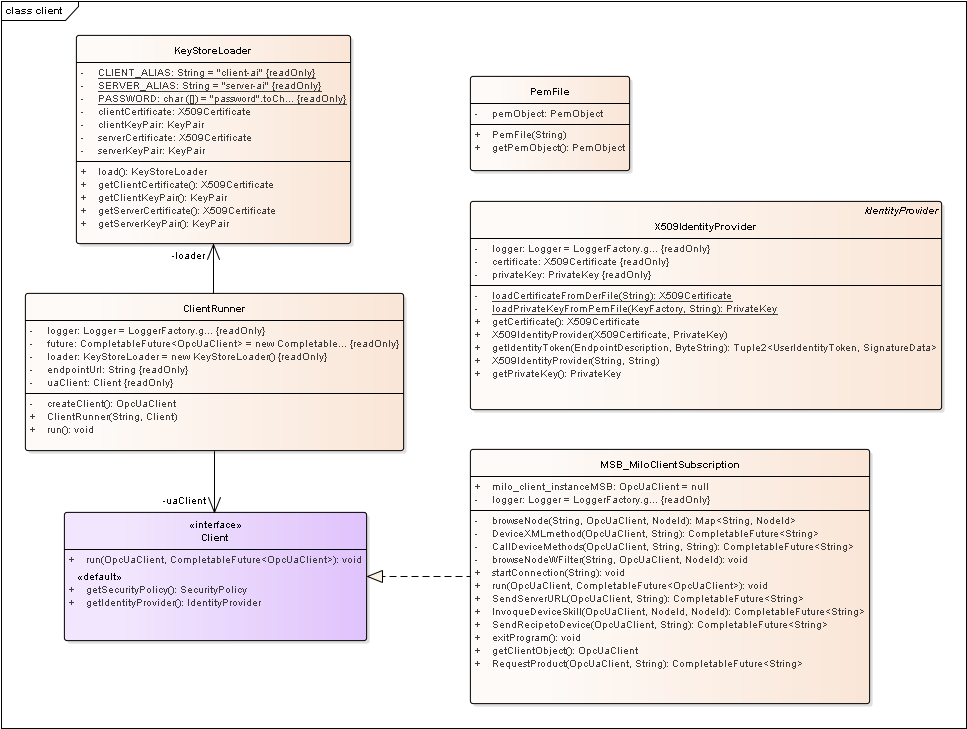 class client
KeyStoreLoader
- CLIENT_ALIAS: String = "client-ai" {readOnly}
- SERVER_ALIAS: String = "server-ai" {readOnly}
- PASSWORD: char ([]) = "password".toCh... {readOnly}
- clientCertificate: X509Certificate
- clientKeyPair: KeyPair
- serverCertificate: X509Certificate
- serverKeyPair: KeyPair
+ load(): KeyStoreLoader
+ getClientCertificate(): X509Certificate
+ getClientKeyPair(): KeyPair
+ getServerCertificate(): X509Certificate
+ getServerKeyPair(): KeyPair
-loader
ClientRunner
- logger: Logger = LoggerFactory.g... {readOnly}
- future: CompletableFuture<OpcUaClient> = new Completable... {readOnly}
- loader: KeyStoreLoader = new KeyStoreLoader() {readOnly}
- endpointUrl: String {readOnly}
- uaClient: Client {readOnly}
- createClient(): OpcUaClient
+ ClientRunner(String, Client)
+ run(): void
-uaClient
«interface»
Client
+ run(OpcUaClient, CompletableFuture<OpcUaClient>): void
«default»
+ getSecurityPolicy(): SecurityPolicy
+ getIdentityProvider(): IdentityProvider
PemFile
- pemObject: PemObject
+ PemFile(String)
+ getPemObject(): PemObject
IdentityProvider
X509IdentityProvider
- logger: Logger = LoggerFactory.g... {readOnly}
- certificate: X509Certificate {readOnly}
- privateKey: PrivateKey {readOnly}
- loadCertificateFromDerFile(String): X509Certificate
- loadPrivateKeyFromPemFile(KeyFactory, String): PrivateKey
+ getCertificate(): X509Certificate
+ X509IdentityProvider(X509Certificate, PrivateKey)
+ getIdentityToken(EndpointDescription, ByteString): Tuple2<UserIdentityToken, SignatureData>
+ X509IdentityProvider(String, String)
+ getPrivateKey(): PrivateKey
MSB_MiloClientSubscription
+ milo_client_instanceMSB: OpcUaClient = null
- logger: Logger = LoggerFactory.g... {readOnly}
- browseNode(String, OpcUaClient, NodeId): Map<String, NodeId>
- DeviceXMLmethod(OpcUaClient, String): CompletableFuture<String>
- CallDeviceMethods(OpcUaClient, String, String): CompletableFuture<String>
- browseNodeWFilter(String, OpcUaClient, NodeId): void
+ startConnection(String): void
+ run(OpcUaClient, CompletableFuture<OpcUaClient>): void
+ SendServerURL(OpcUaClient, String): CompletableFuture<String>
+ InvoqueDeviceSkill(OpcUaClient, NodeId, NodeId): CompletableFuture<String>
+ SendRecipetoDevice(OpcUaClient, String): CompletableFuture<String>
+ exitProgram(): void
+ getClientObject(): OpcUaClient
+ RequestProduct(OpcUaClient, String): CompletableFuture<String>